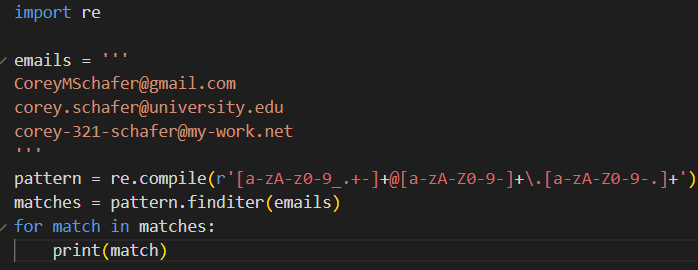 import re

emails = '''
CoreyMSchafer@gmail.com
corey.schafer@university.edu
corey-321-schafer@my-work.net
'''
pattern = re.compile(r'[a-zA-z0-9_.+-]+@[a-zA-Z0-9-]+\.[a-zA-Z0-9-.]+')
matches = pattern.finditer(emails)
for match in matches:
    print(match)